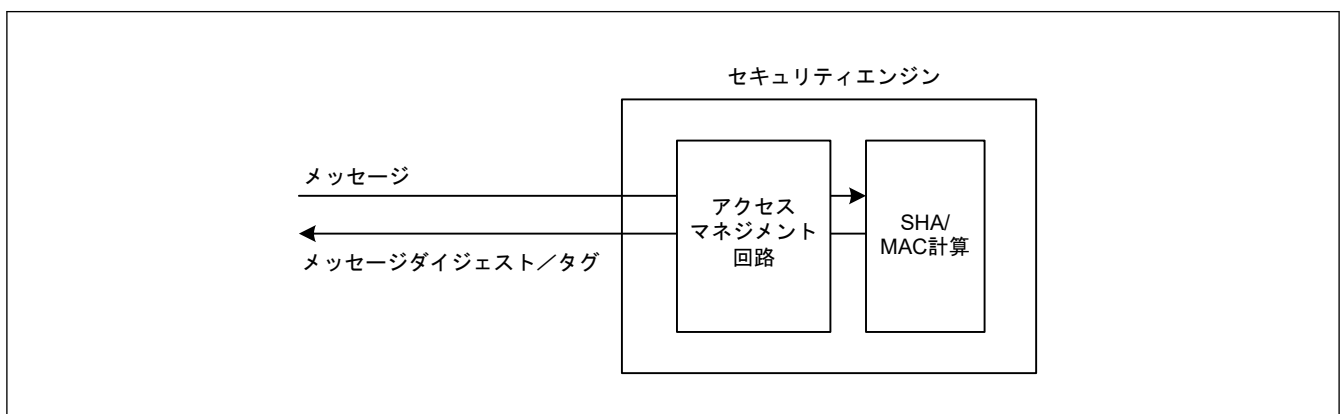 セキュリティエンジン
メッセージ
メッセージダイジェスト／タグ
アクセス
マネジメント
回路
SHA/
MAC計算